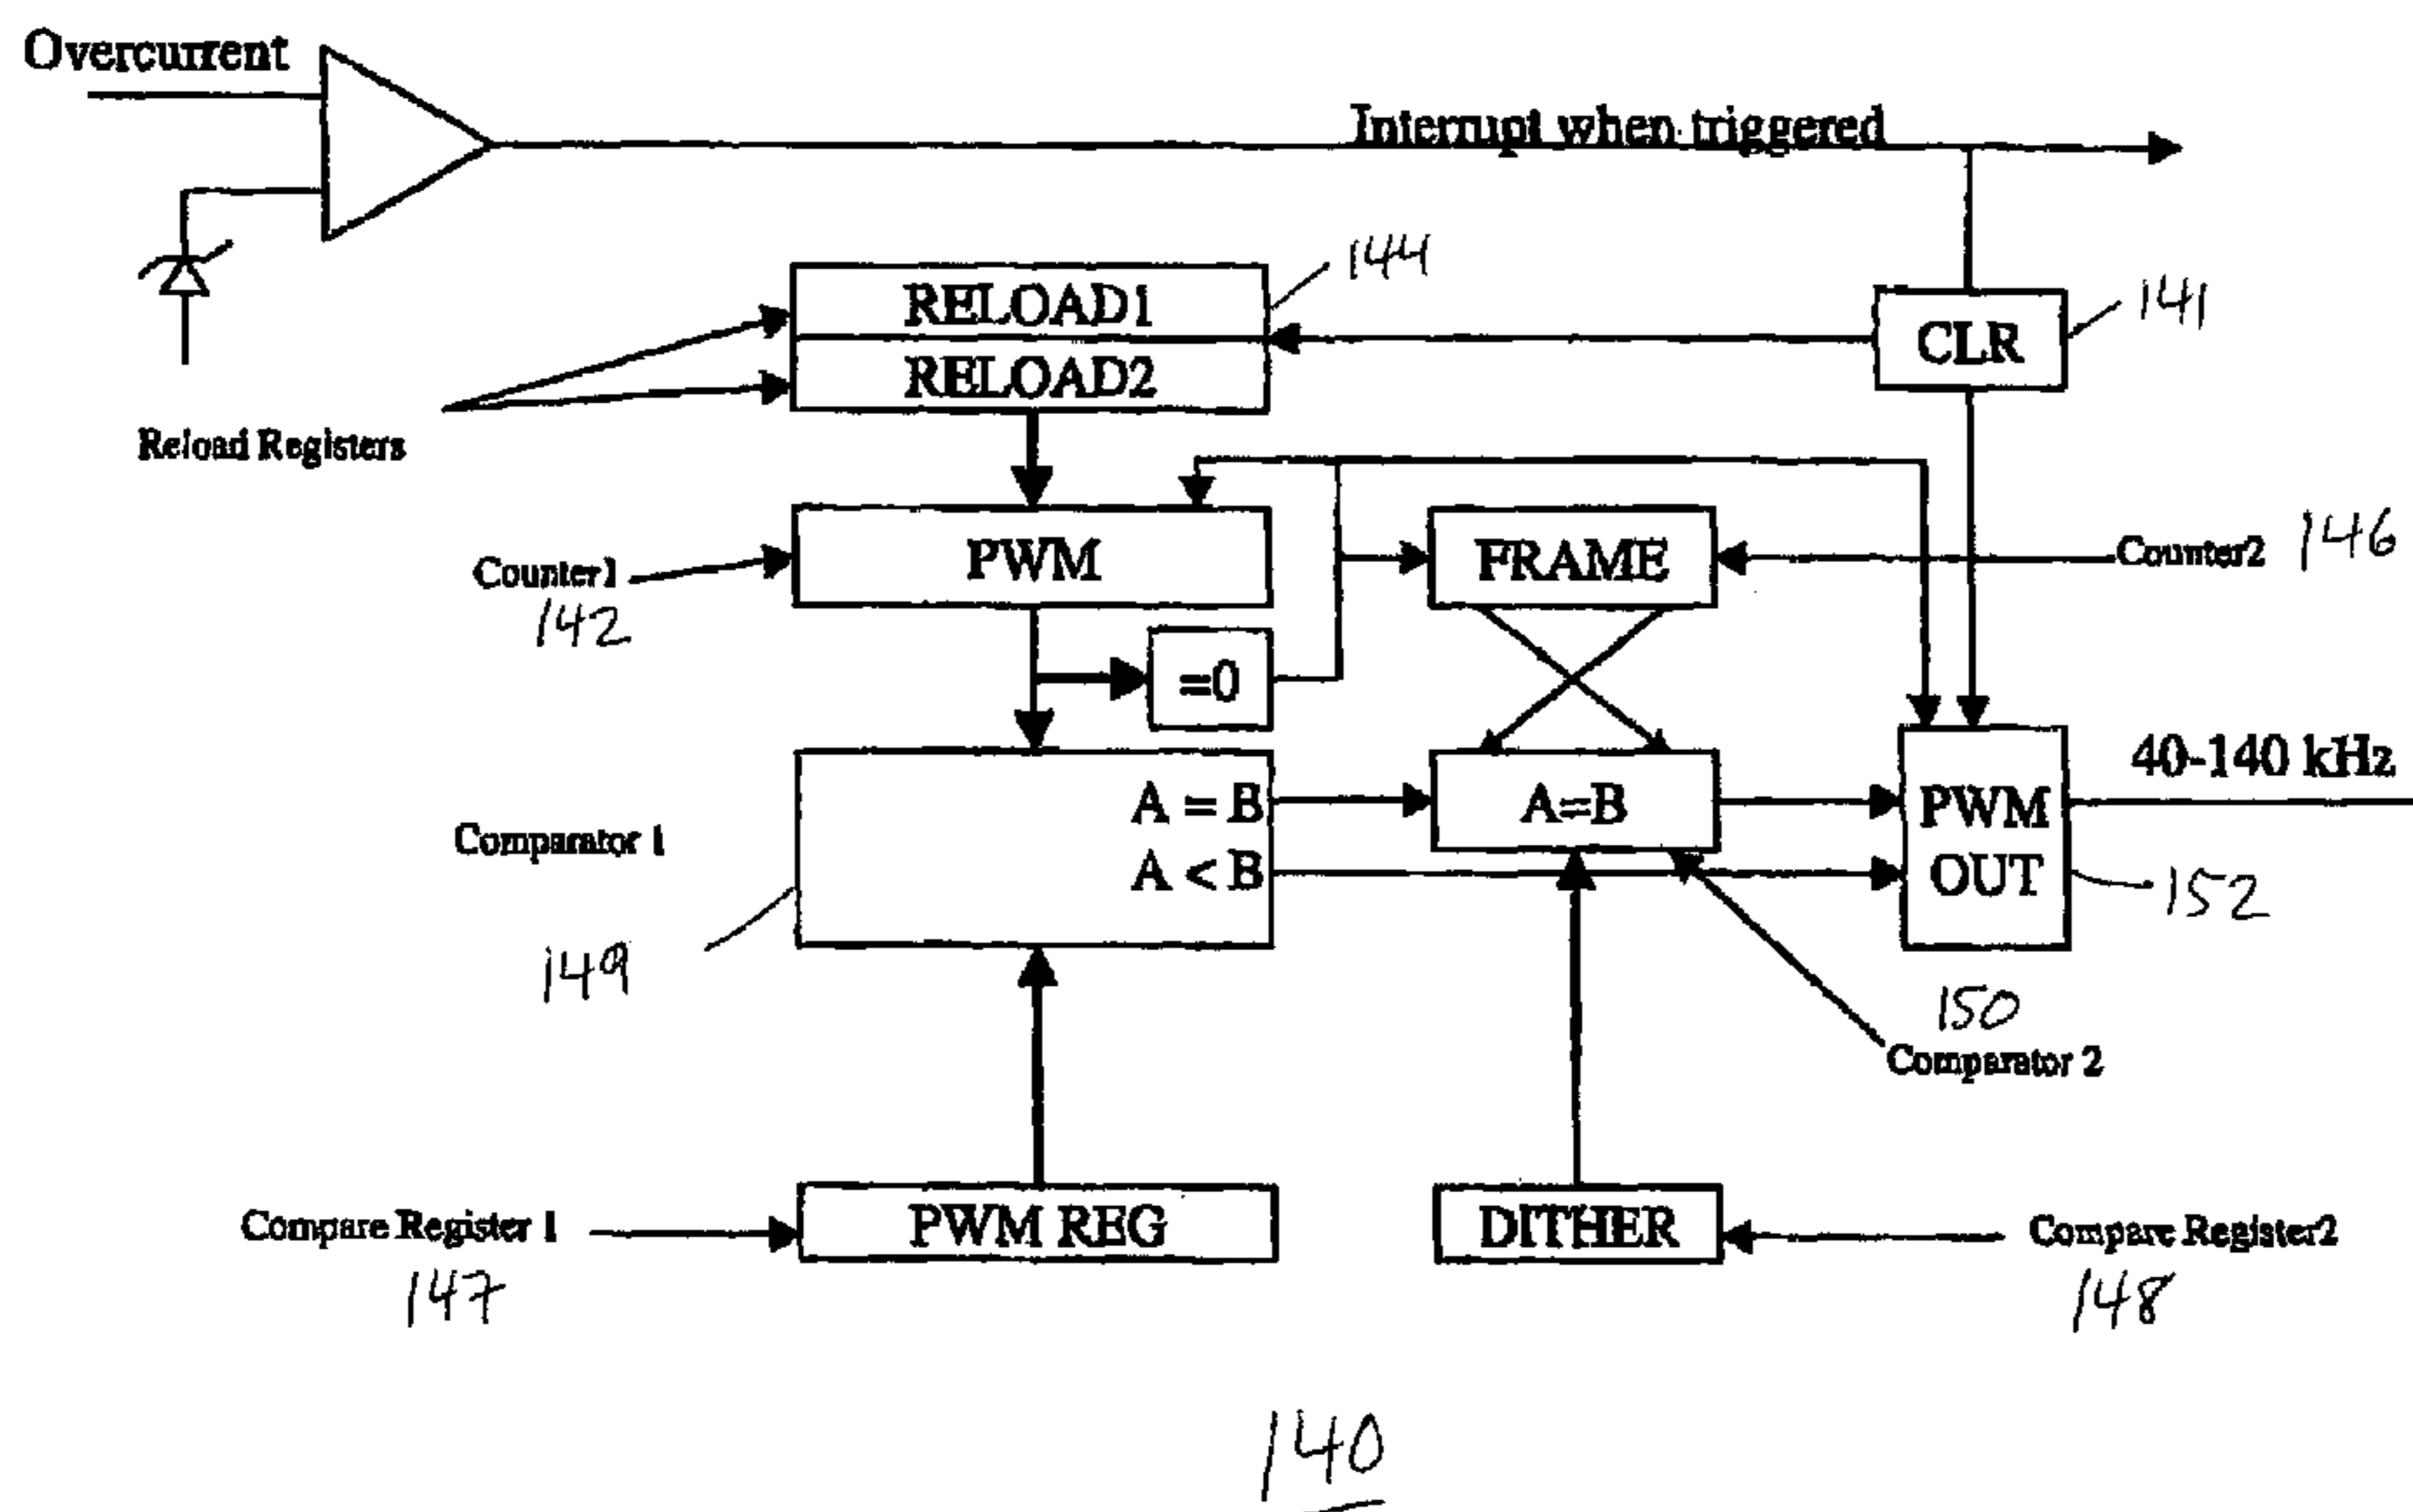 Overcurrent
Interrupt when triggered
144
RELOAD1
141
CLR
RELOAD2
Reload Registers
146
PWM
FRAME
Counter2
Counter1
142
=0
40-140 kHz
A = B
A=B
PWM
OUT
Comparator 1
A < B
152
149
150
Comparator 2
Compare Register 1
PWM REG
DITHER
Compare Register2
147
148
140